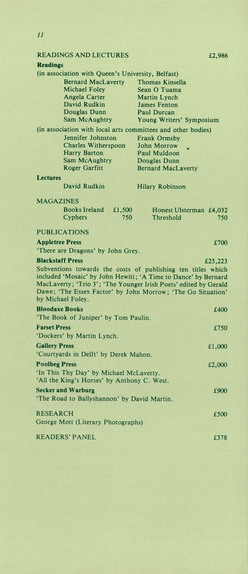 11
READINGS AND LECTURES £2,986
Readings
(in association with Queen's University, Belfast)
Bernard MacLaverty Thomas Kinsella
Michael Foley Sean O Tuama
Angela Carter Martin Lynch
David Rudkin James Fenton
Douglas Dunn Paul Durcan
Sam McAughtry Young Writers' Symposium
(in association with local arts committees and other bodies)
Jennifer Johnston Frank Ormsby
Charles Witherspoon John Morrow
Harry Barton Paul Muldoon
Sam McAughtry Douglas Dunn
Roger Garfitt Bernard MacLaverty
Lectures
David Rudkin Hilary Robinson
MAGAZINES
Books Ireland £1,500 Honest Ulsterman £4,032
Cyphers 750 Threshold 750
PUBLICATIONS
Appletree Press £700
'There are Dragons' by John Grey.
Blackstaff Press £25,223
Subventions towards the costs of publishing ten titles which
included 'Mosaic' by John Hewitt; 'A Time to Dance' by Bernard
MacLaverty; 'Trio 3'; 'The Younger Irish Poets' edited by Gerald
Dawe; 'The Essex Factor' by John Morrow; 'The Go Situation'
by Michael Foley.
Bloodaxe Books £400
'The Book of Juniper' by Tom Paulin.
Farset Press £750
'Dockers' by Martin Lynch.
Gallery Press £1,000
'Courtyards in Delft' by Derek Mahon.
Poolbeg Press £2,000
'In This Thy Day' by Michael McLaverty.
'All the King's Horses' by Anthony C. West.
Secker and Warburg £900
'The Road to Ballyshannon' by David Martin.
RESEARCH £500
George Mott (Literary Photographs)
READERS' PANEL £378